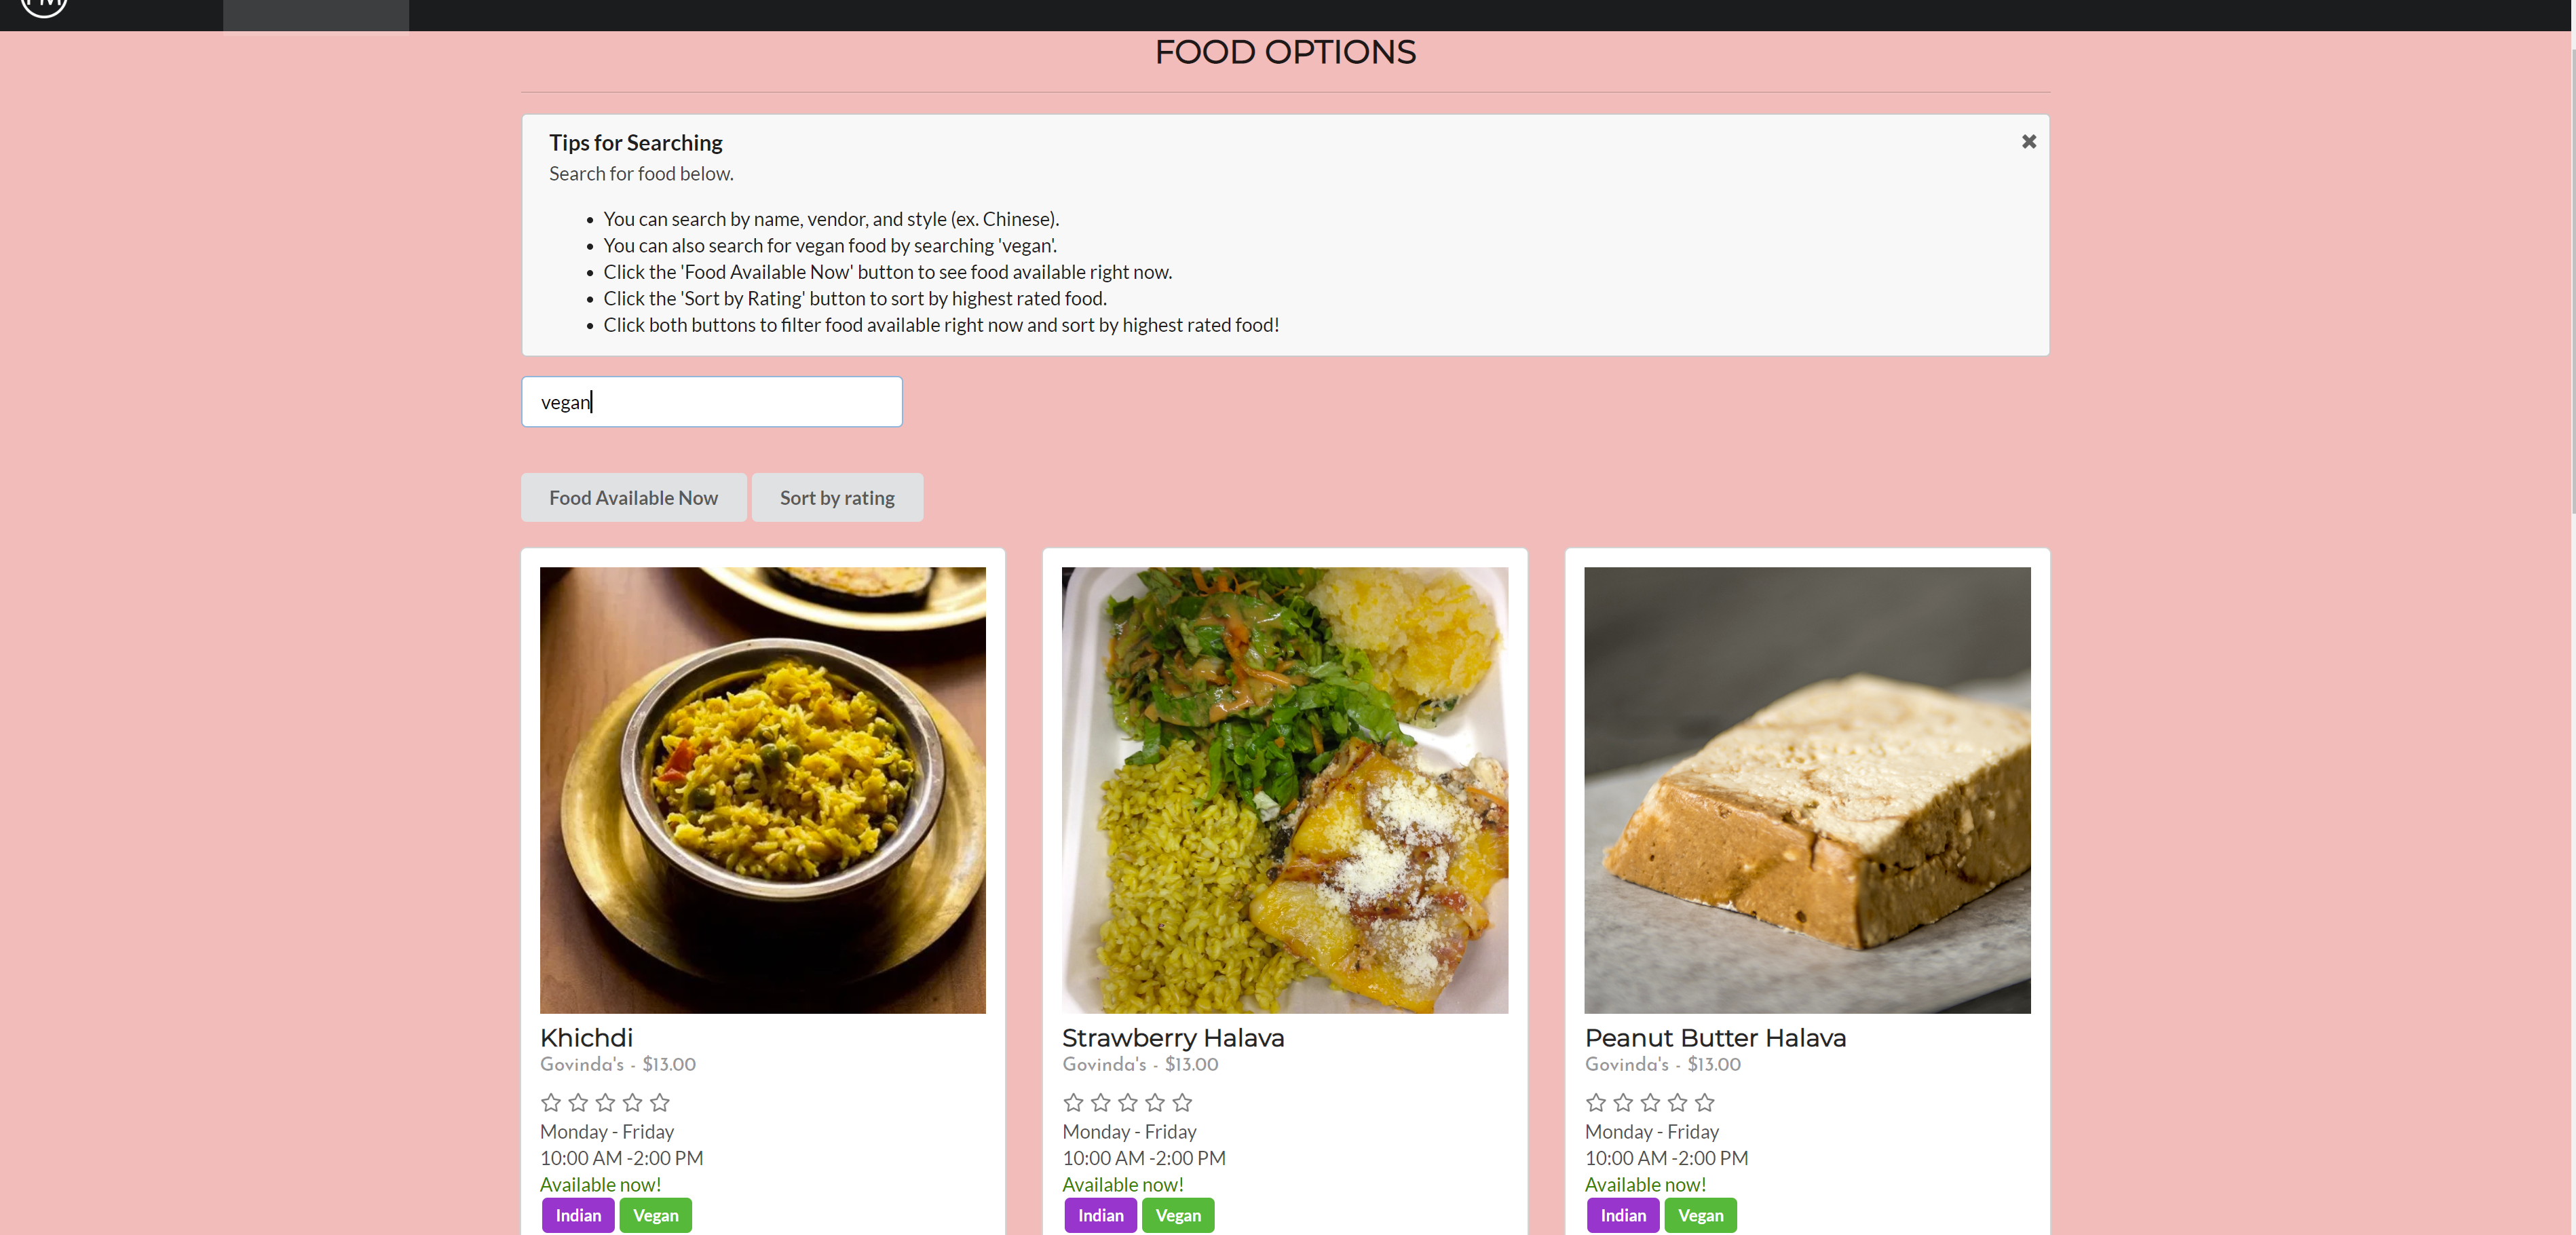 FOOD OPTIONS
Tips for Searching
Search for food below.
You can search by name, vendor, and style (ex. Chinese).
You can also search for vegan food by searching 'vegan'.
Click the 'Food Available Now' button to see food available right now.
Click the 'Sort by Rating' button to sort by highest rated food.
Click both buttons to filter food available right now and sort by highest rated food!
vegan
Food Available Now Sort by rating
Khichdi
Govinda's - $13.00
Monday - Friday
10:00 AM -2:00 PM
Available now!
Indian Vegan
Strawberry Halava
Govinda's - $13.00
Monday - Friday
10:00 AM -2:00 PM
Available now!
Indian Vegan
Peanut Butter Halava
Govinda's - $13.00
Monday - Friday
10:00 AM -2:00 PM
Available now!
Indian Vegan